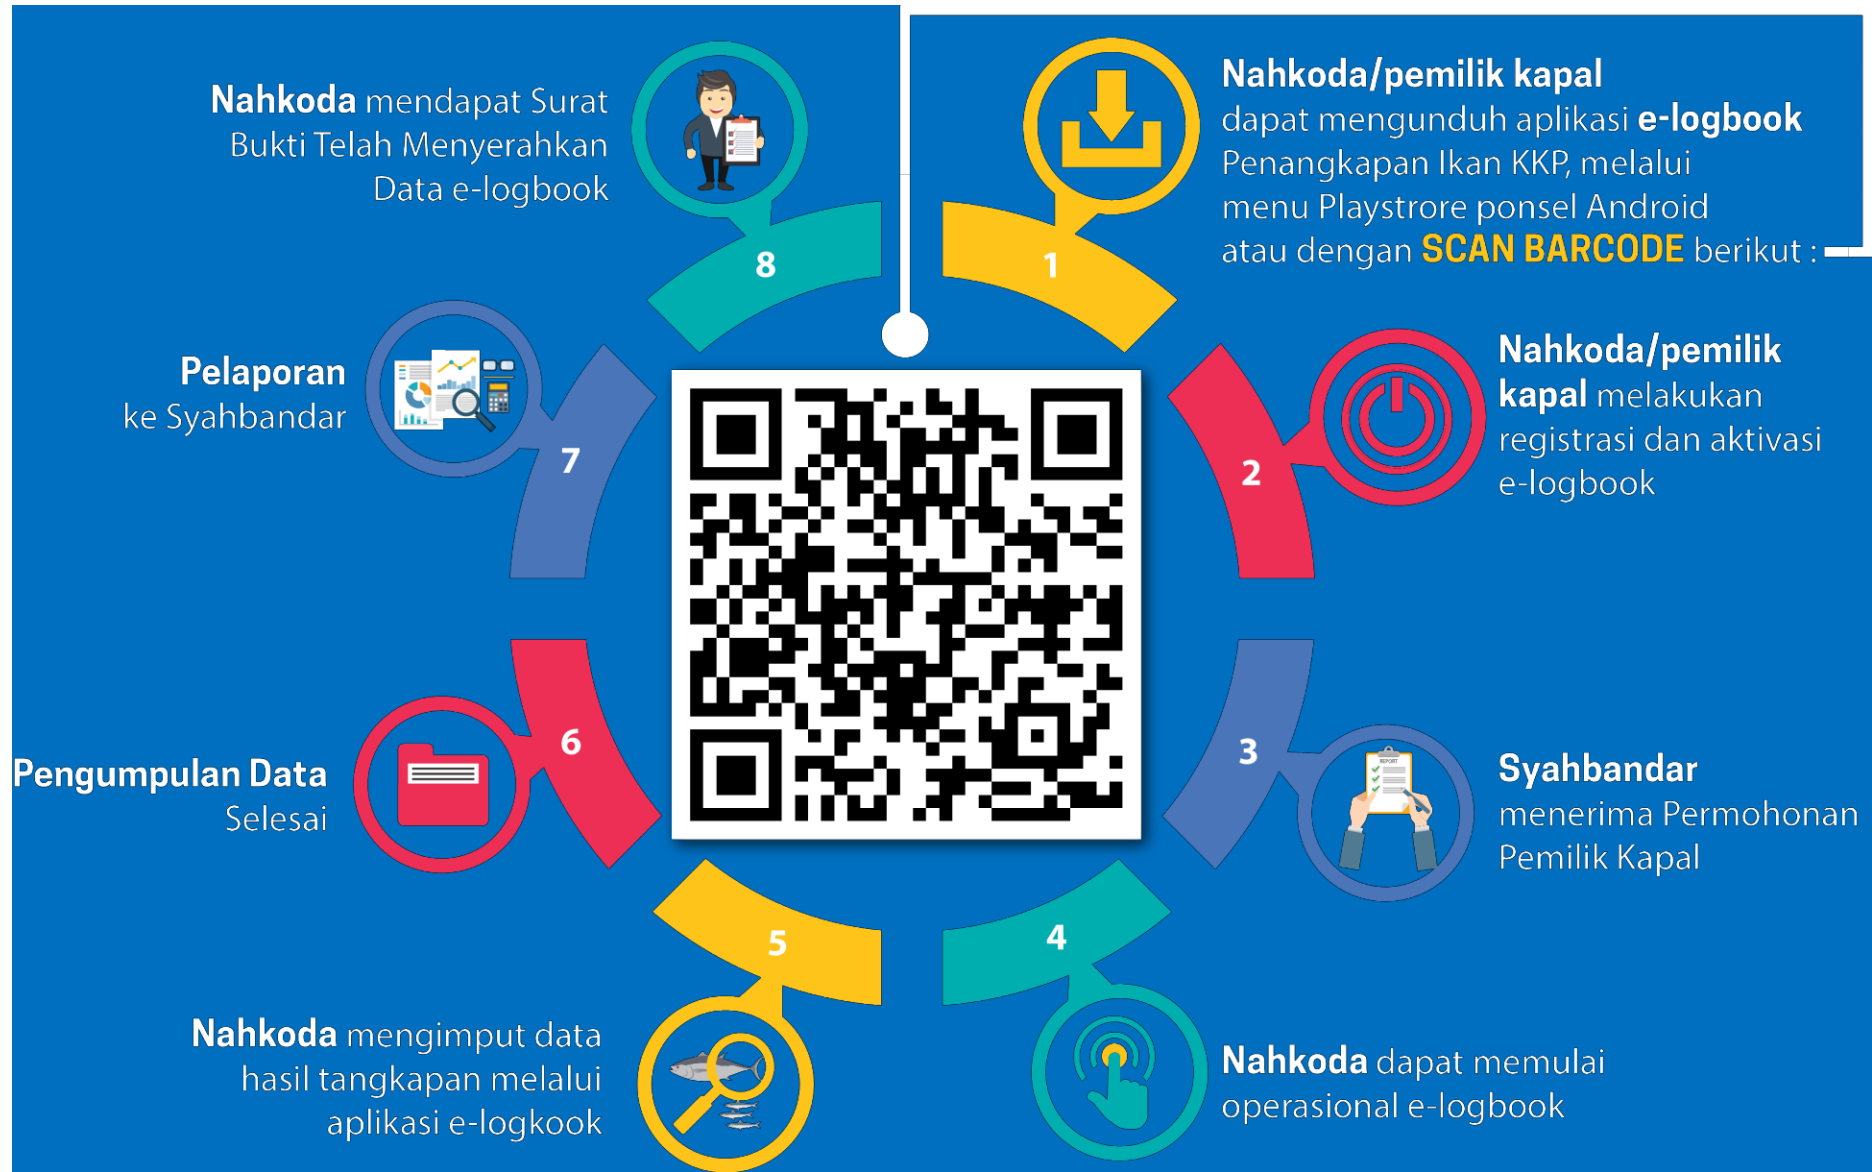 Nahkoda/pemilik kapal
dapat mengunduh aplikasi e-logbook
Penangkapan Ikan KKP, melalui
menu Playstrore ponsel Android
atau dengan SCAN BARCODE berikut :
1
Nahkoda/pemilik
kapal melakukan
registrasi dan aktivasi
e-logbook
2
Syahbandar
menerima Permohonan
Pemilik Kapal
3
REPORT
Nahkoda dapat memulai
operasional e-logbook
4
Nahkoda mengimput data
hasil tangkapan melalui
aplikasi e-logkook
5
Pengumpulan Data
Selesai
6
Pelaporan
ke Syahbandar
7
Nahkoda mendapat Surat
Bukti Telah Menyerahkan
Data e-logbook
8